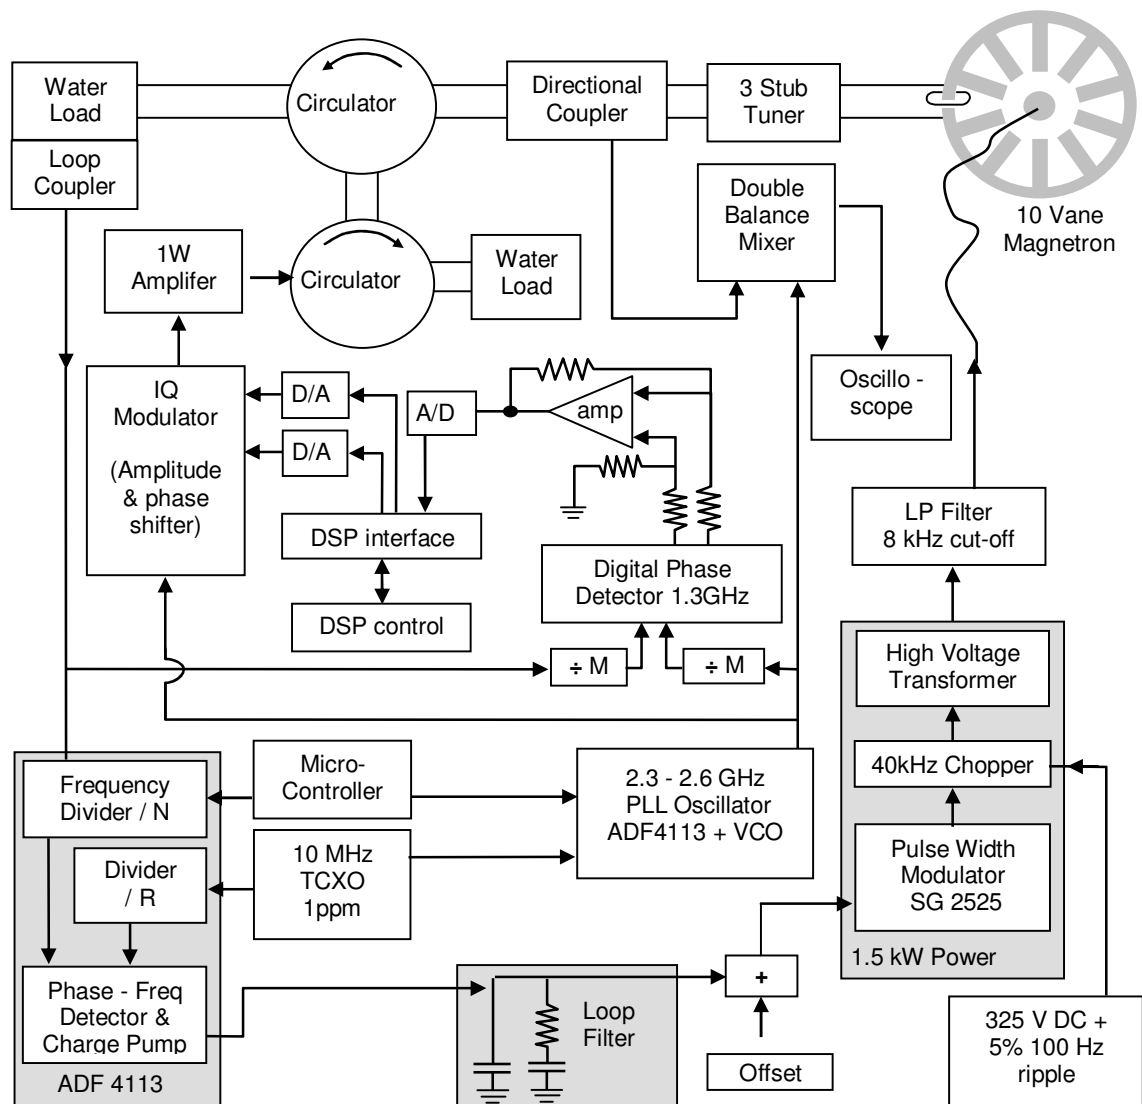 Water
Load
Circulator
Directional
Coupler
3 Stub
Tuner
Loop
Coupler
10 Vane
Magnetron
Double
Balance
Mixer
1W
Amplifer
Circulator
Water
Load
Oscillo -
scope
IQ
Modulator
(Amplitude
& phase
shifter)
D/A
D/A
A/D
amp
LP Filter
8 kHz cut-off
DSP interface
DSP control
Digital Phase
Detector 1.3GHz
÷ M
÷ M
High Voltage
Transformer
40kHz Chopper
Pulse Width
Modulator
SG 2525
1.5 kW Power
Frequency
Divider / N
Micro-
Controller
2.3 - 2.6 GHz
PLL Oscillator
ADF4113 + VCO
10 MHz
TCXO
1ppm
Divider
/ R
Phase - Freq
Detector &
Charge Pump
ADF 4113
Loop
Filter
+
Offset
325 V DC +
5% 100 Hz
ripple